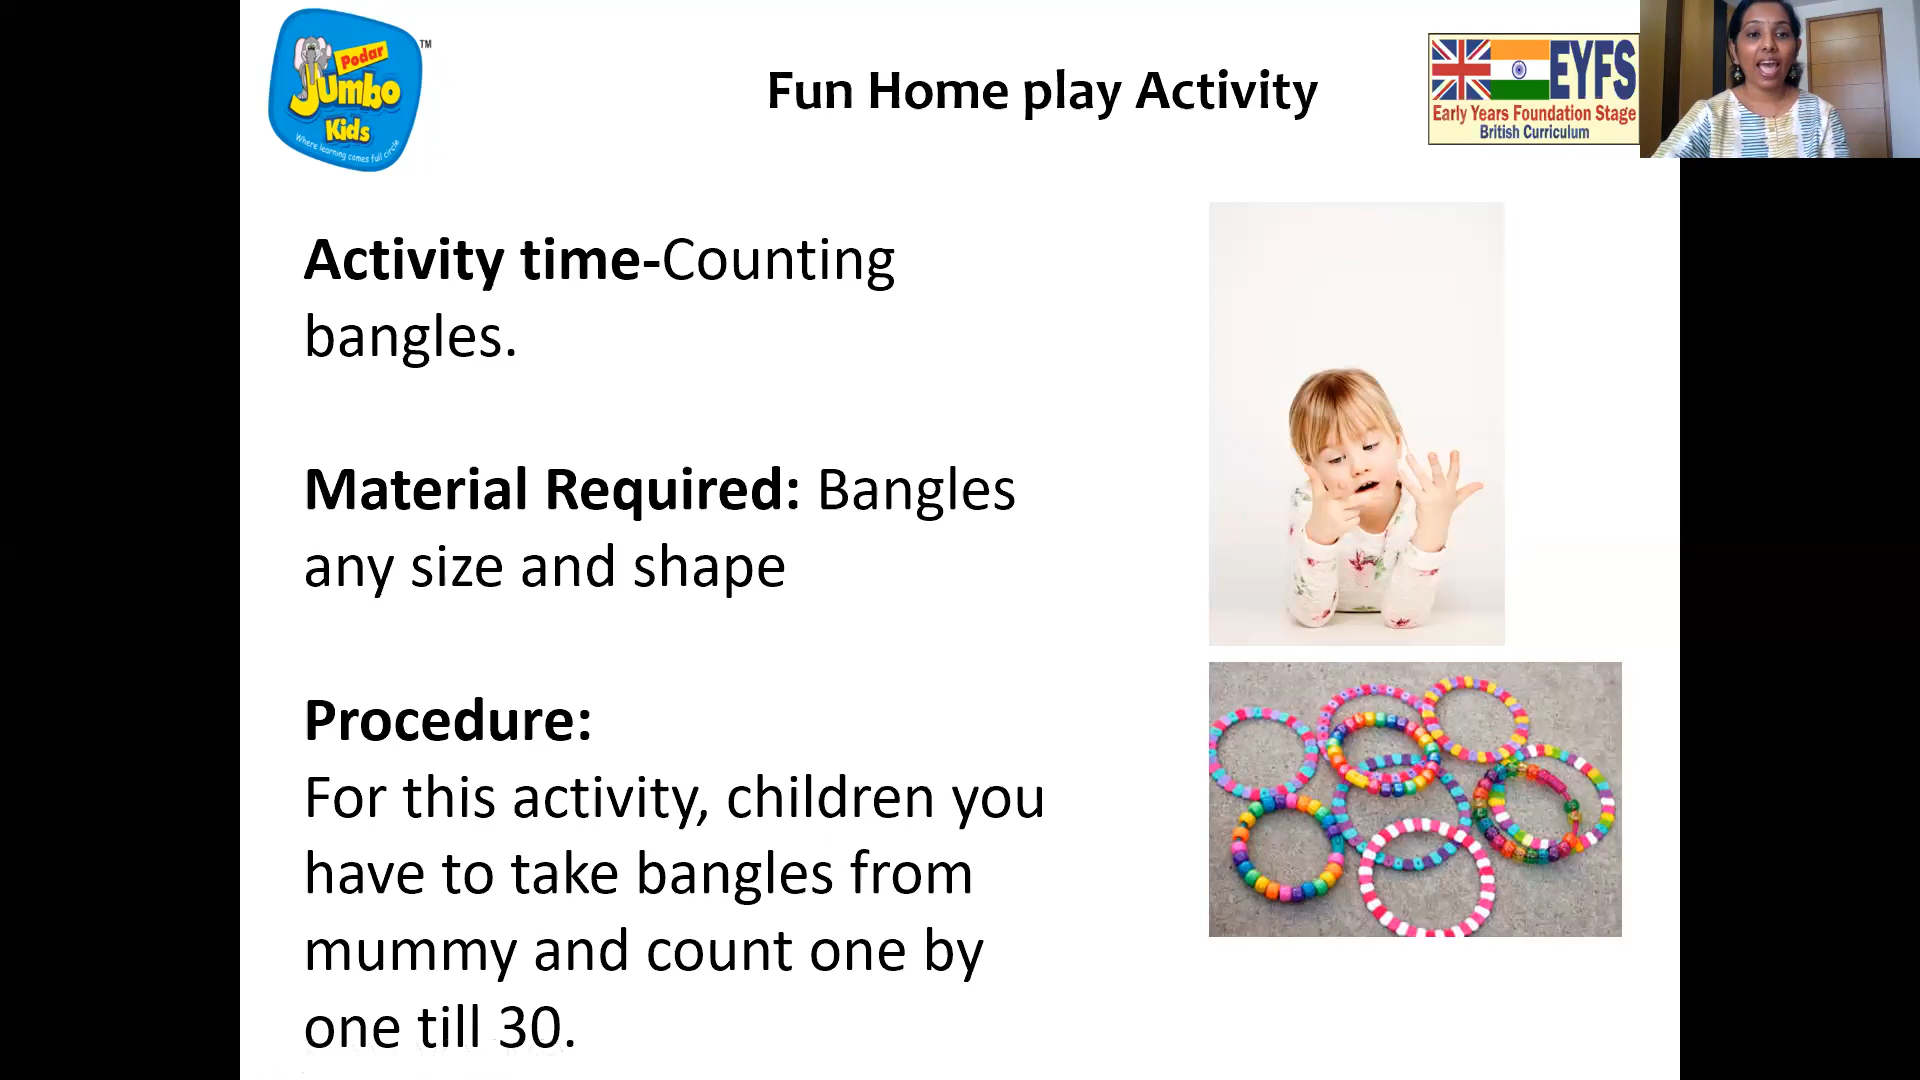 Podar
Jumbo
Kids
Where learning comes full circle
TM
Fun Home play Activity
EYFS
Early Years Foundation Stage
British Curriculum
Activity time-Counting
bangles.
Material Required: Bangles
any size and shape
Procedure:
For this activity, children you
have to take bangles from
mummy and count one by
one till 30.